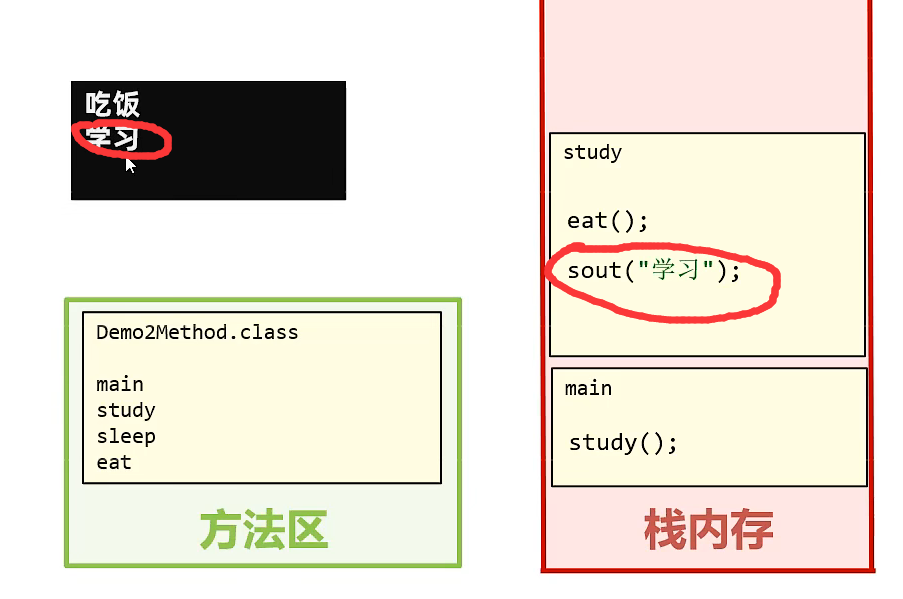 吃饭
学习
study
eat();
sout("学习");
Demo2Method.class
main
study
sleep
eat
方法区
main
study();
栈内存